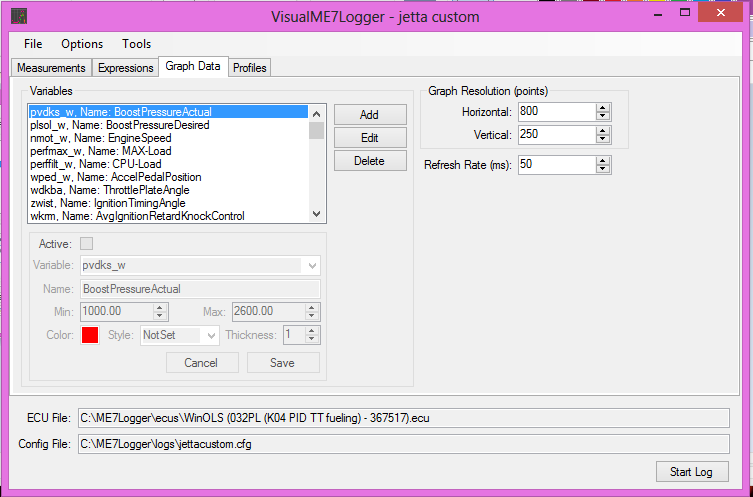 VisualME7Logger - jetta custom
File Options Tools
Measurements Expressions Graph Data Profiles
Variables
pvdks_w, Name: BoostPressureActual
plsol_w, Name: BoostPressureDesired
nmot_w, Name: EngineSpeed
perfmax_w, Name: MAX-Load
perffilt_w, Name: CPU-Load
wped_w, Name: AccelPedalPosition
wdkba, Name: ThrottlePlateAngle
zwist, Name: IgnitionTimingAngle
wkrm, Name: AvgIgnitionRetardKnockControl
Add
Edit
Delete
Graph Resolution (points)
Horizontal: 800
Vertical: 250
Refresh Rate (ms): 50
Active:
Variable: pvdks_w
Name: BoostPressureActual
Min: 1000.00 Max: 2600.00
Color: Style: NotSet Thickness: 1
Cancel Save
ECU File: C:\ME7Logger\ecus\WinOLS (032PL (K04 PID TT fueling) - 367517).ecu
Config File: C:\ME7Logger\logs\jettacustom.cfg
Start Log